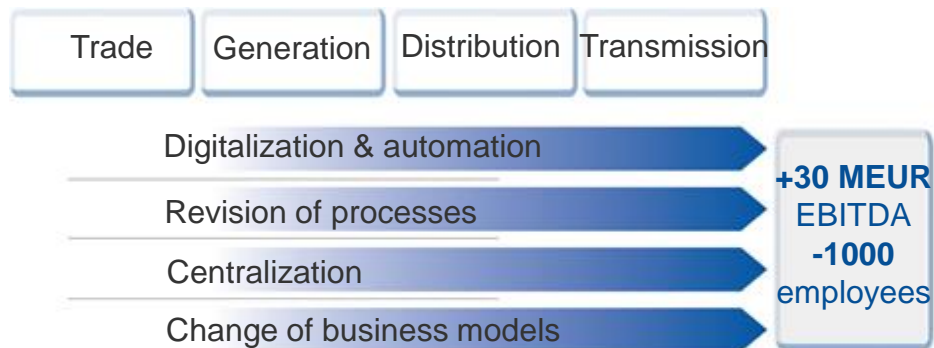 Trade
Generation
Distribution
Transmission
Digitalization & automation
Revision of processes
Centralization
Change of business models
+30 MEUR
EBITDA
-1000
employees